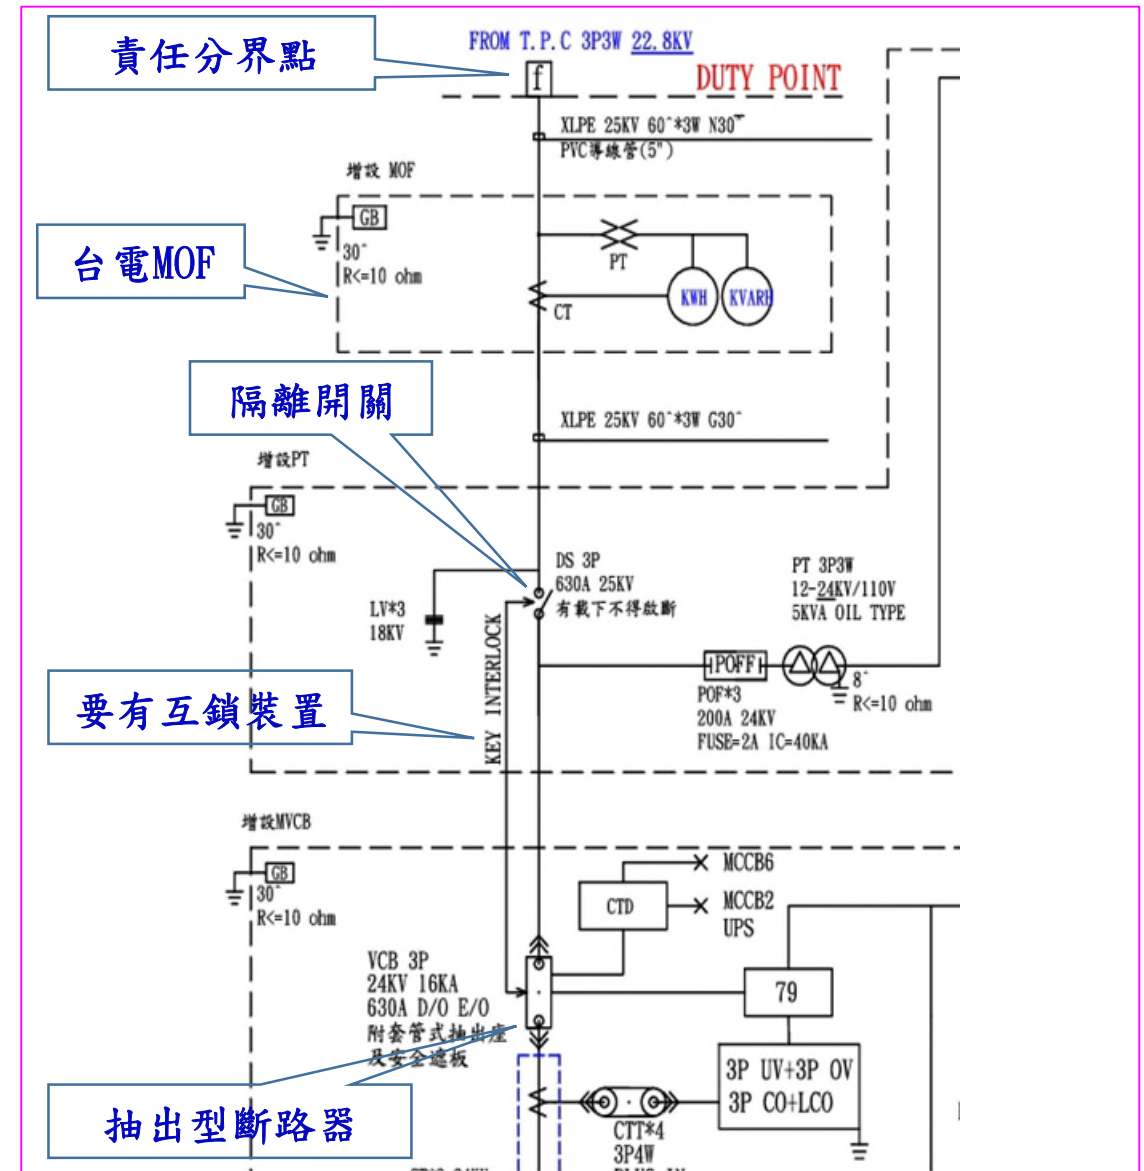 責任分界點
FROM T.P.C 3P3W 22.8KV
f
DUTY POINT
XLPE 25KV 60^*3W N30
PVC導線管(5")
增設 MOF
GB
30^
R<=10 ohm
台電MOF
PT
CT
KWH
KVARH
隔離開關
XLPE 25KV 60^*3W G30^
增設PT
GB
30^
R<=10 ohm
DS 3P
630A 25KV
有載下不得啟斷
PT 3P3W
12-24KV/110V
5KVA OIL TYPE
LV*3
18KV
KEY INTERLOCK
POFF
8^
R<=10 ohm
POF*3
200A 24KV
FUSE=2A IC=40KA
要有互鎖裝置
增設MVCB
GB
30^
R<=10 ohm
MCCB6
CTD
MCCB2
UPS
VCB 3P
24KV 16KA
630A D/O E/O
附套管式抽出座
及安全遮板
79
3P UV+3P OV
3P CO+LCO
抽出型斷路器
CTT*4
3P4W